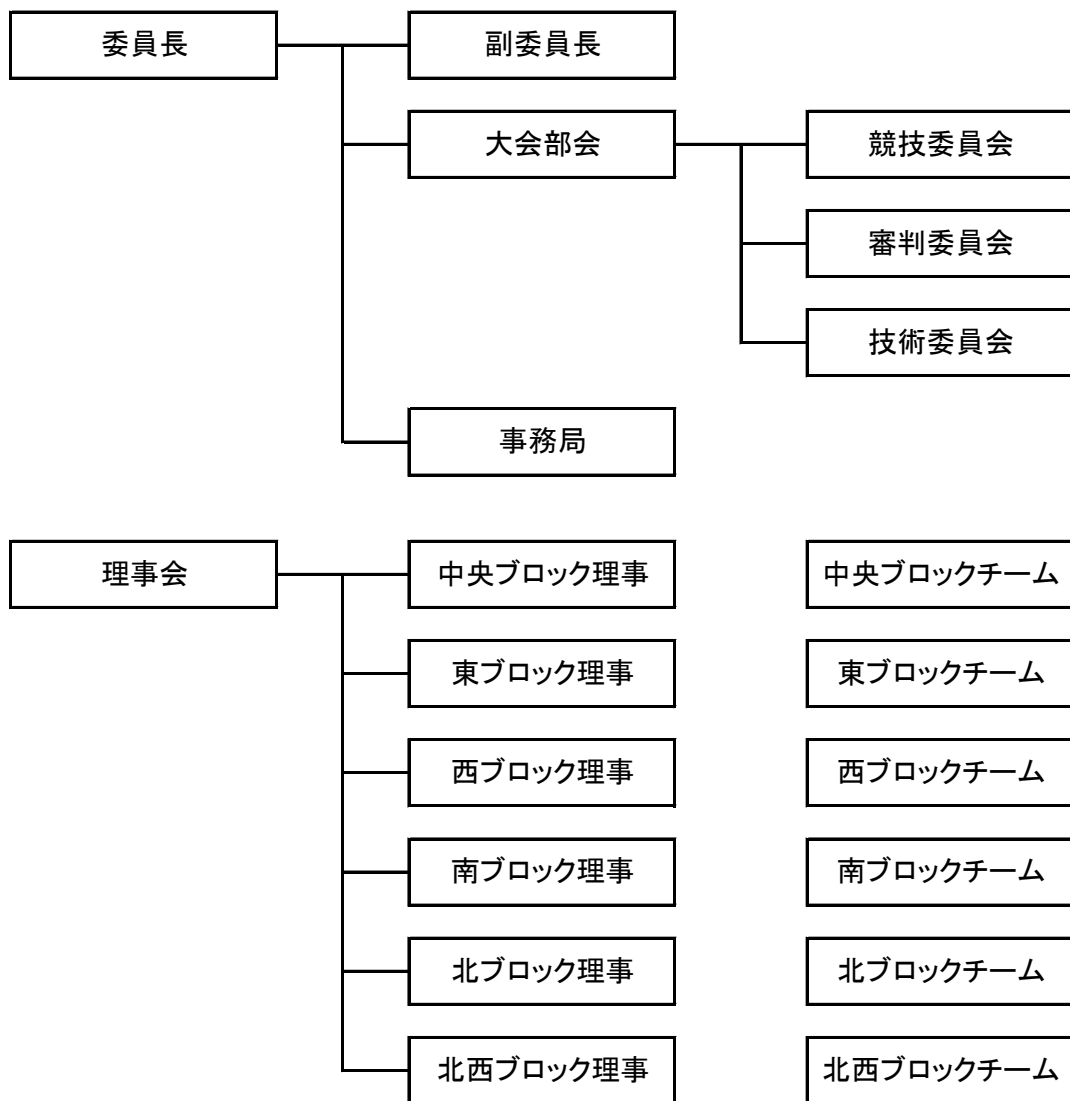 委員長
副委員長
大会部会
競技委員会
審判委員会
技術委員会
事務局
理事会
中央ブロック理事
中央ブロックチーム
東ブロック理事
東ブロックチーム
西ブロック理事
西ブロックチーム
南ブロック理事
南ブロックチーム
北ブロック理事
北ブロックチーム
北西ブロック理事
北西ブロックチーム